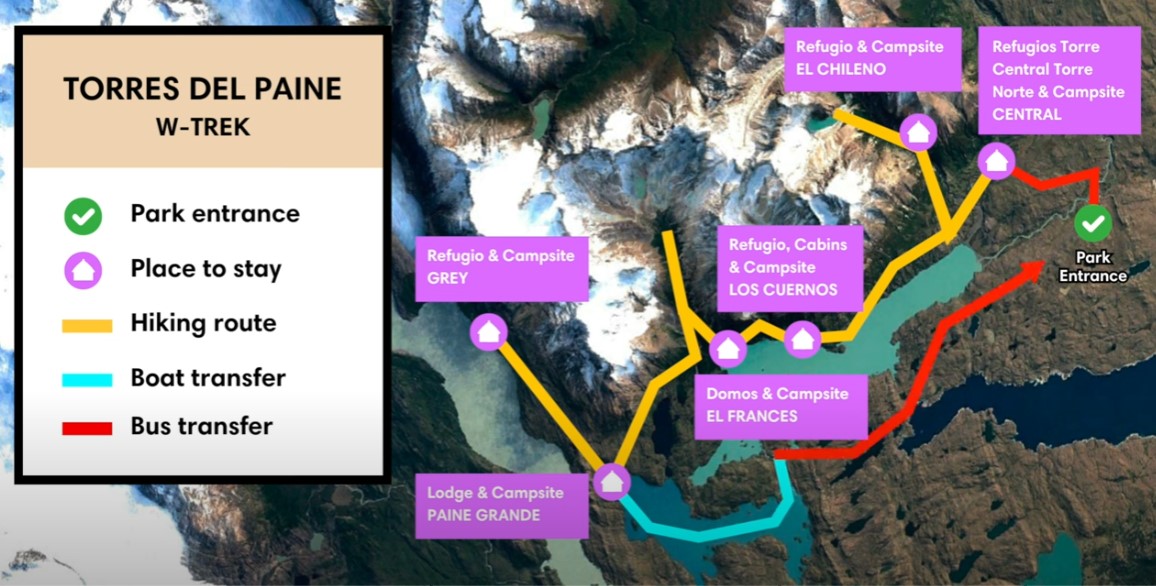 TORRES DEL PAINE
W-TREK
Park entrance
Place to stay
Hiking route
Boat transfer
Bus transfer
Refugio & Campsite
EL CHILENO
Refugios Torre
Central Torre
Norte & Campsite
CENTRAL
Refugio & Campsite
GREY
Refugio, Cabins
& Campsite
LOS CUERNOS
Park
Entrance
Domos & Campsite
EL FRANCES
Lodge & Campsite
PAINE GRANDE